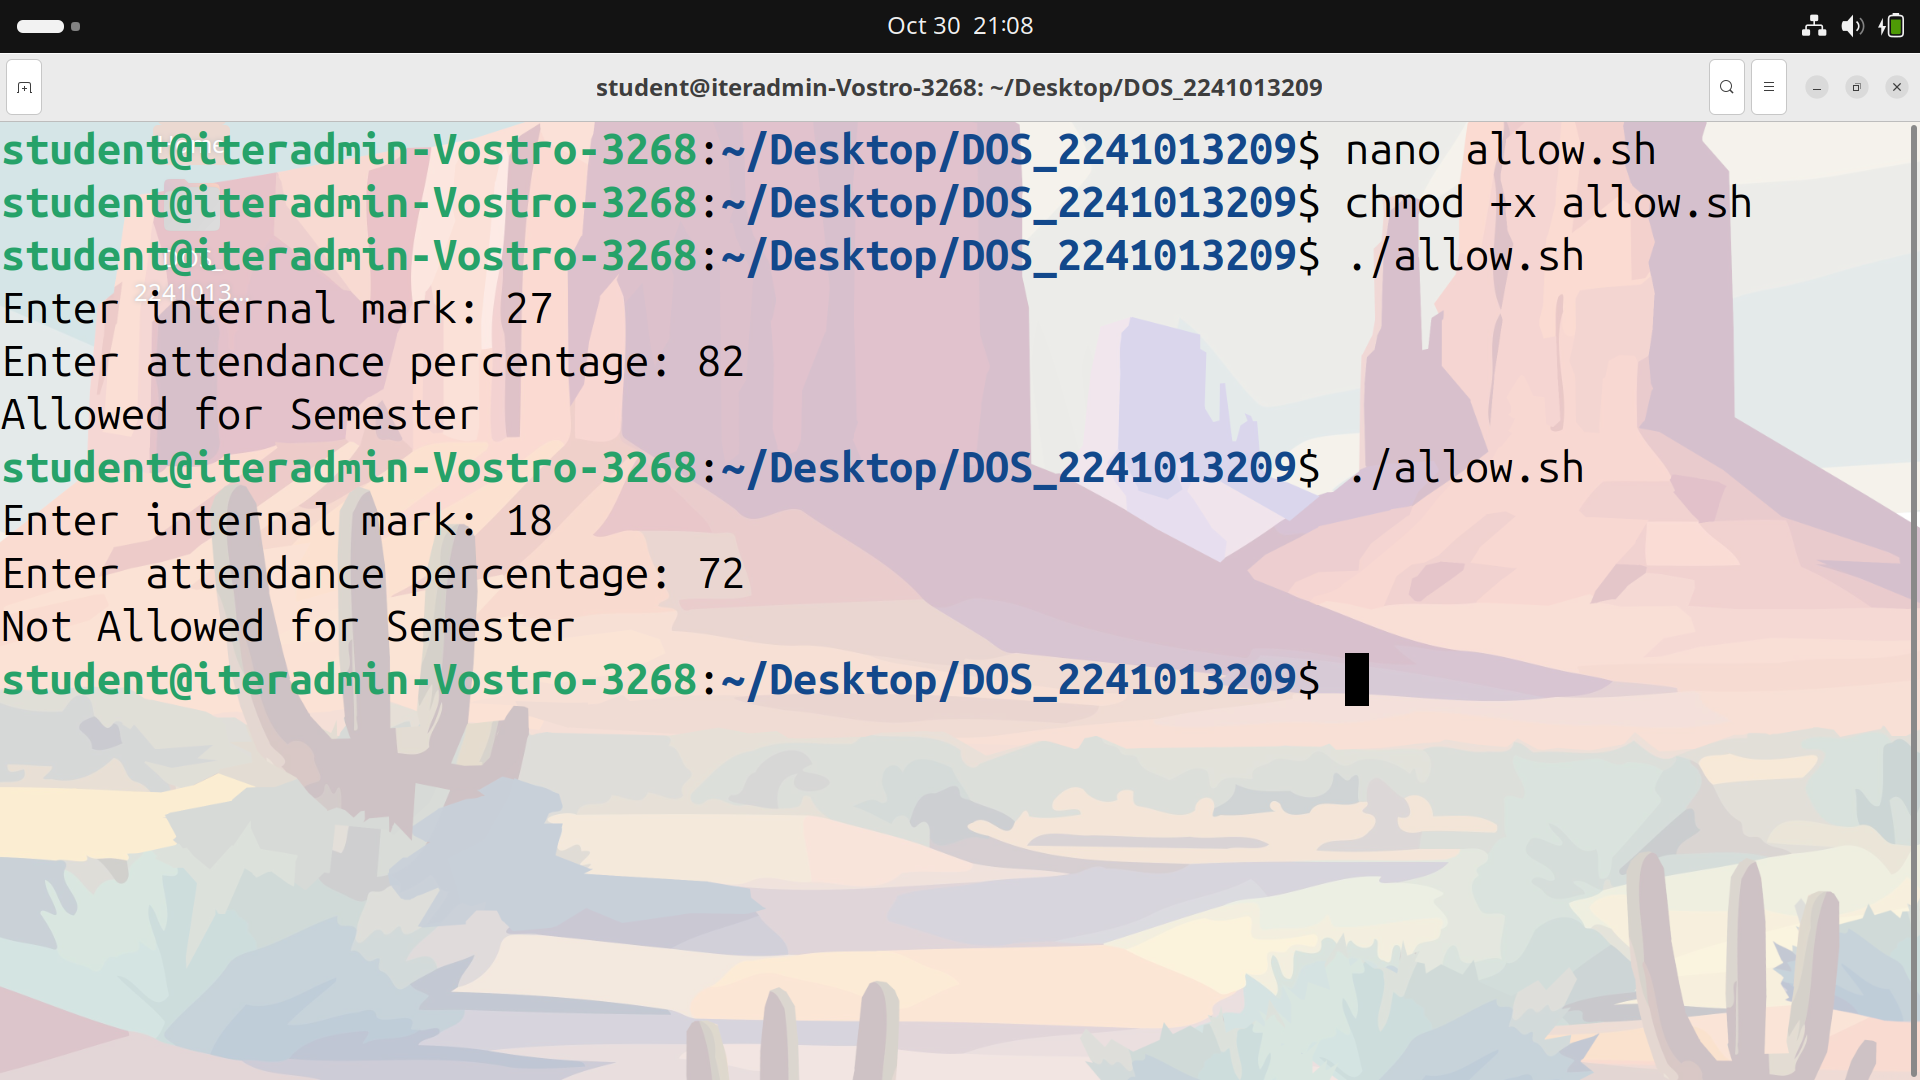 Oct 30 21:08
student@iteradmin-Vostro-3268: ~/Desktop/DOS_2241013209
student@iteradmin-Vostro-3268:~/Desktop/DOS_2241013209$ nano allow.sh
student@iteradmin-Vostro-3268:~/Desktop/DOS_2241013209$ chmod +x allow.sh
student@iteradmin-Vostro-3268:~/Desktop/DOS_2241013209$ ./allow.sh
2241013...
Enter internal mark: 27
Enter attendance percentage: 82
Allowed for Semester
student@iteradmin-Vostro-3268:~/Desktop/DOS_2241013209$ ./allow.sh
Enter internal mark: 18
Enter attendance percentage: 72
Not Allowed for Semester
student@iteradmin-Vostro-3268:~/Desktop/DOS_2241013209$